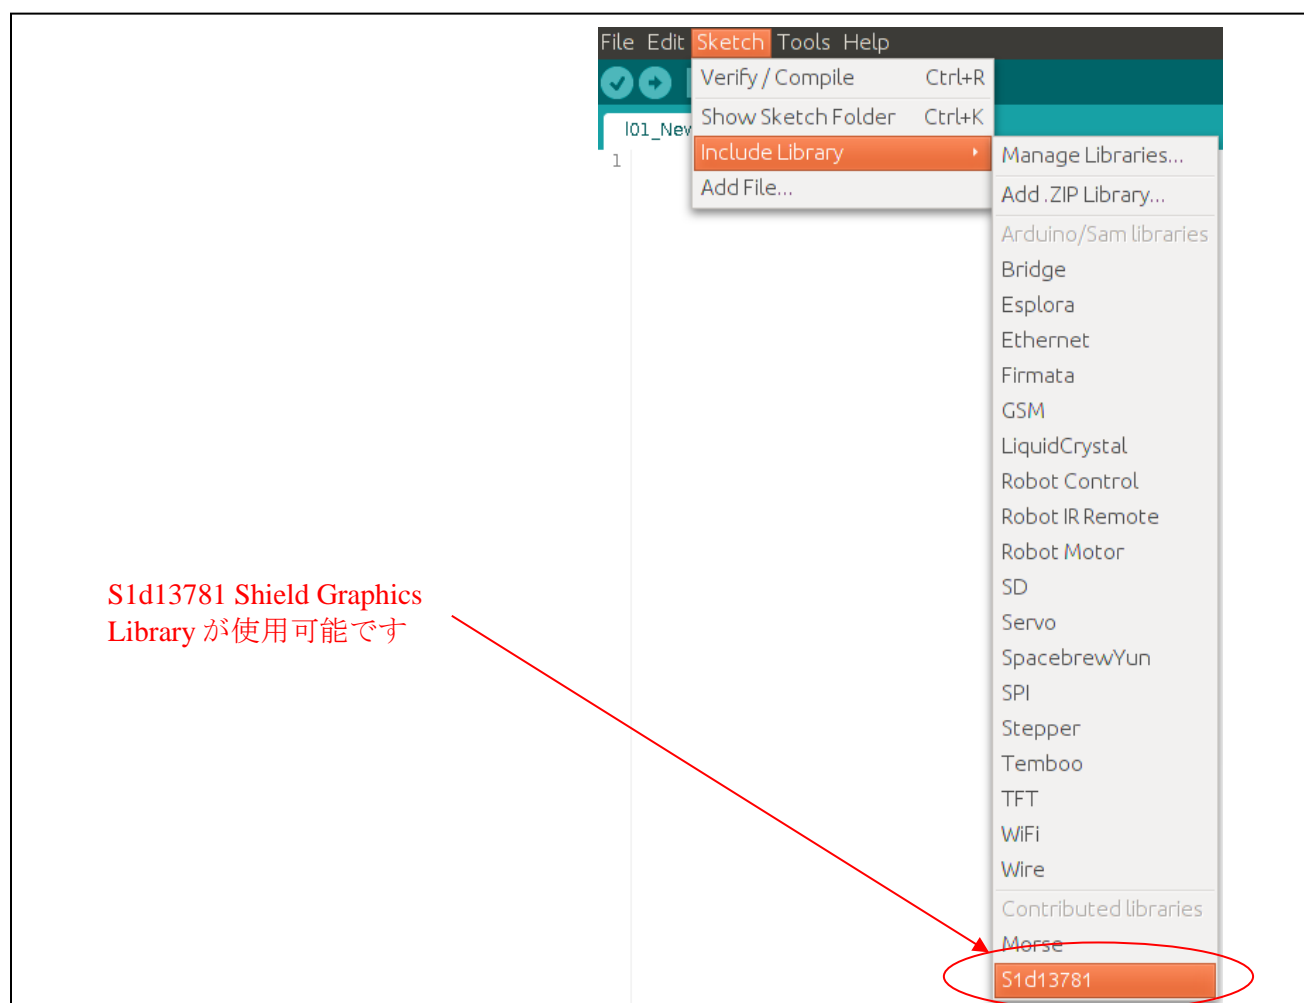 File Edit Sketch Tools Help
Verify / Compile Ctrl+R
Show Sketch Folder Ctrl+K
l01_New
Include Library
1
Manage Libraries...
Add File...
Add .ZIP Library...
Arduino/Sam libraries
Bridge
Esplora
Ethernet
Firmata
GSM
LiquidCrystal
Robot Control
Robot IR Remote
Robot Motor
SD
Servo
SpacebrewYun
SPI
Stepper
Temboo
TFT
WiFi
Wire
Contributed libraries
Morse
S1d13781
S1d13781 Shield Graphics
Library が使用可能です